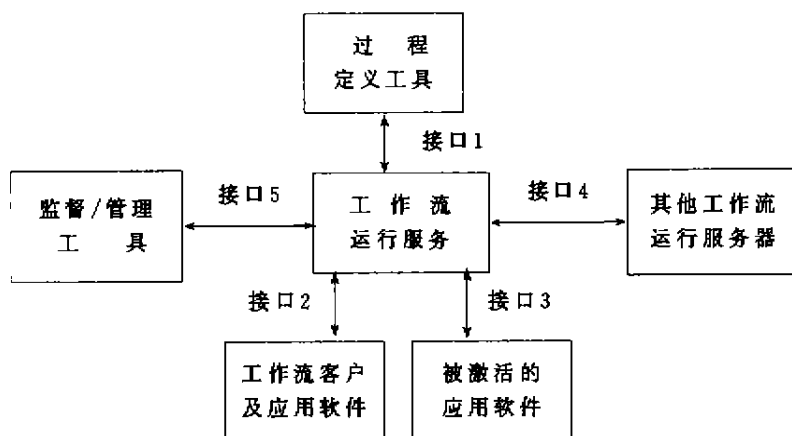 过 程
定义工具
接口1
监督/管理
工 具
接口5
工 作 流
运行服务
接口4
其他工作流
运行服务器
接口2
接口3
工作流客户
及应用软件
被激活的
应用软件